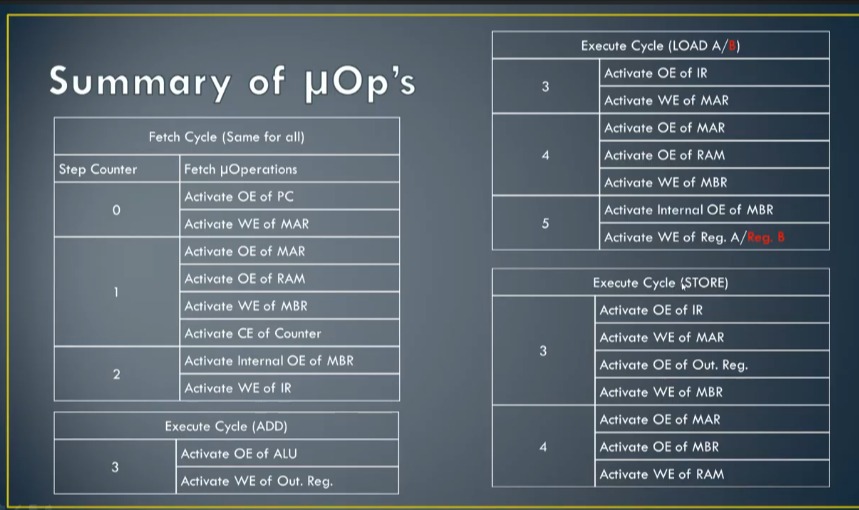 Summary of µOp's
Fetch Cycle (Same for all)
Step Counter
Fetch µOperations
0
Activate OE of PC
Activate WE of MAR
1
Activate OE of MAR
Activate OE of RAM
Activate WE of MBR
Activate CE of Counter
2
Activate Internal OE of MBR
Activate WE of IR
Execute Cycle (ADD)
3
Activate OE of ALU
Activate WE of Out. Reg.
Execute Cycle (LOAD A/B)
3
Activate OE of IR
Activate WE of MAR
4
Activate OE of MAR
Activate OE of RAM
Activate WE of MBR
5
Activate Internal OE of MBR
Activate WE of Reg. A/Reg. B
Execute Cycle (STORE)
3
Activate OE of IR
Activate WE of MAR
Activate OE of Out. Reg.
Activate WE of MBR
4
Activate OE of MAR
Activate OE of MBR
Activate WE of RAM